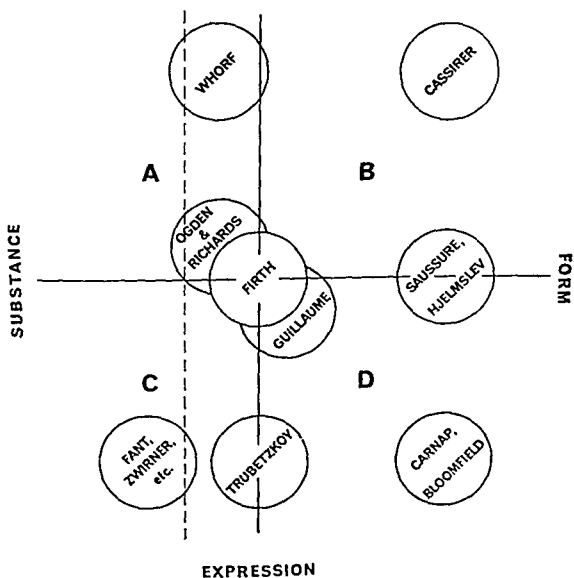 WHORF
CASSIRER
A
B
OGDEN
&
RICHARDS
SUBSTANCE
FIRTH
SAUSSURE,
HJELMSLEV
FORM
GUILLAUME
C
D
FANT,
ZWIRNER,
etc.
TRUBETZKOY
CARNAP,
BLOOMFIELD
EXPRESSION